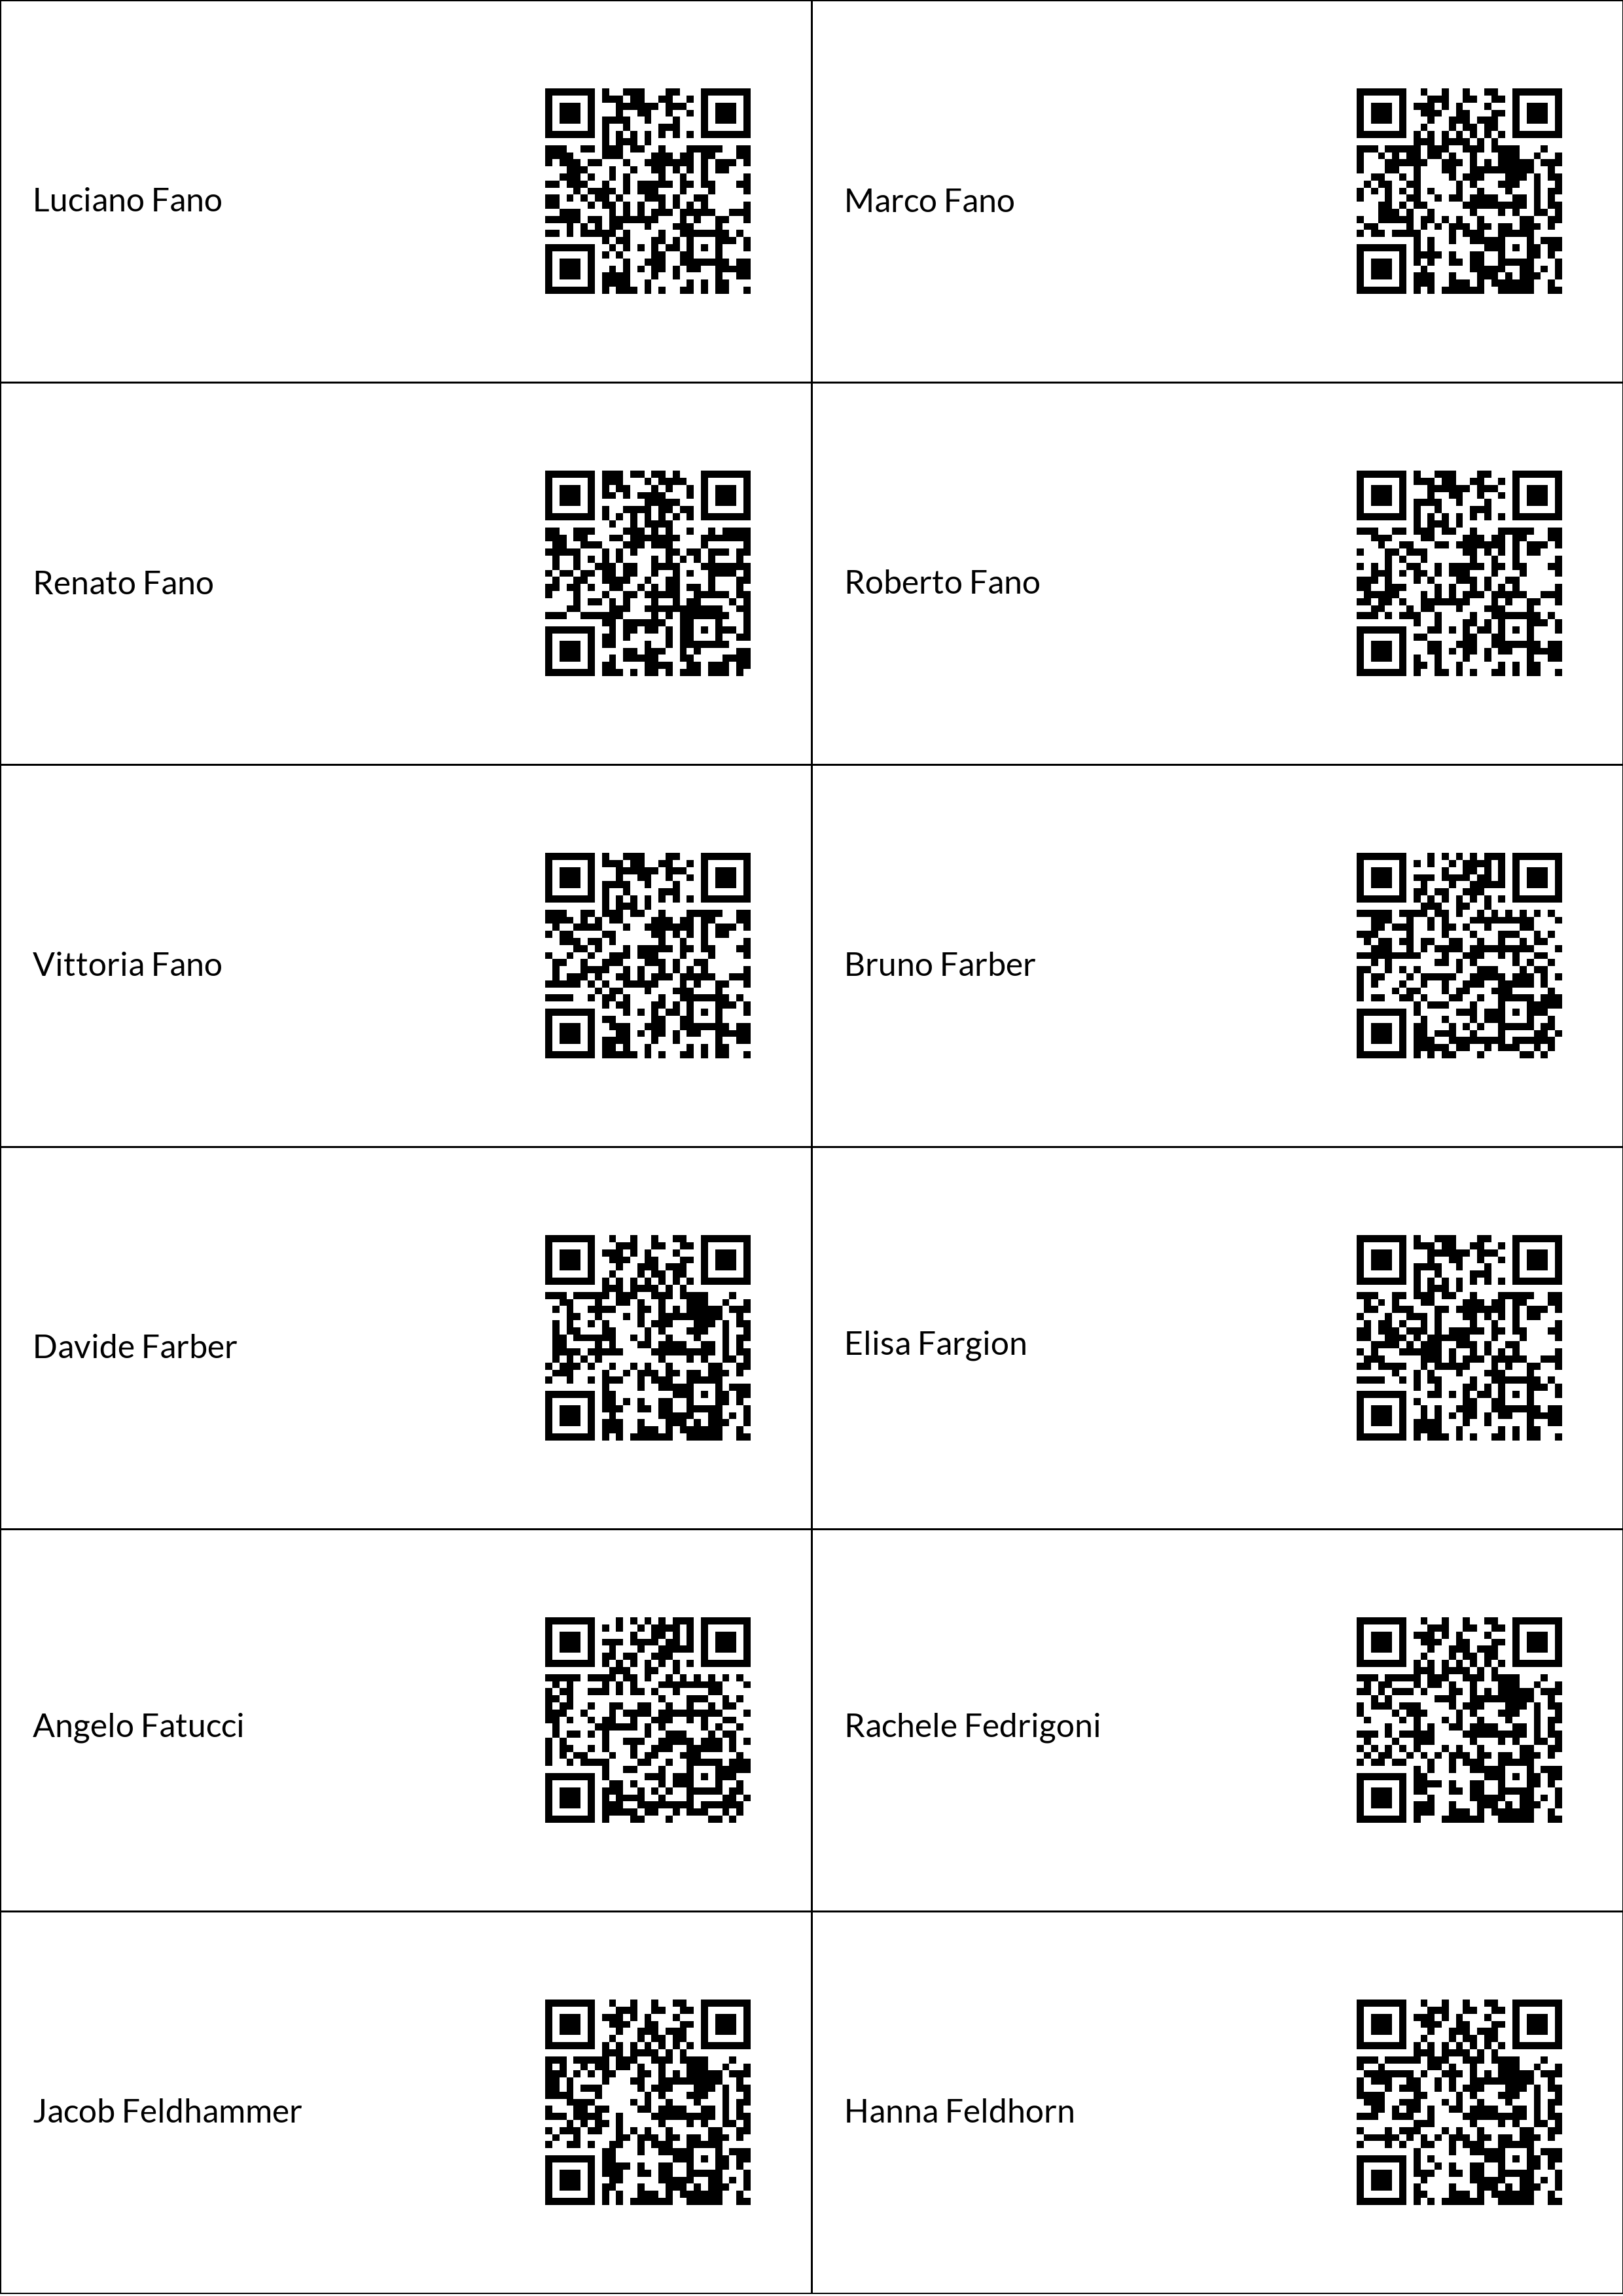 Luciano Fano
Marco Fano
Renato Fano
Roberto Fano
Vittoria Fano
Bruno Farber
Davide Farber
Elisa Fargion
Angelo Fatucci
Rachele Fedrigoni
Jacob Feldhammer
Hanna Feldhorn